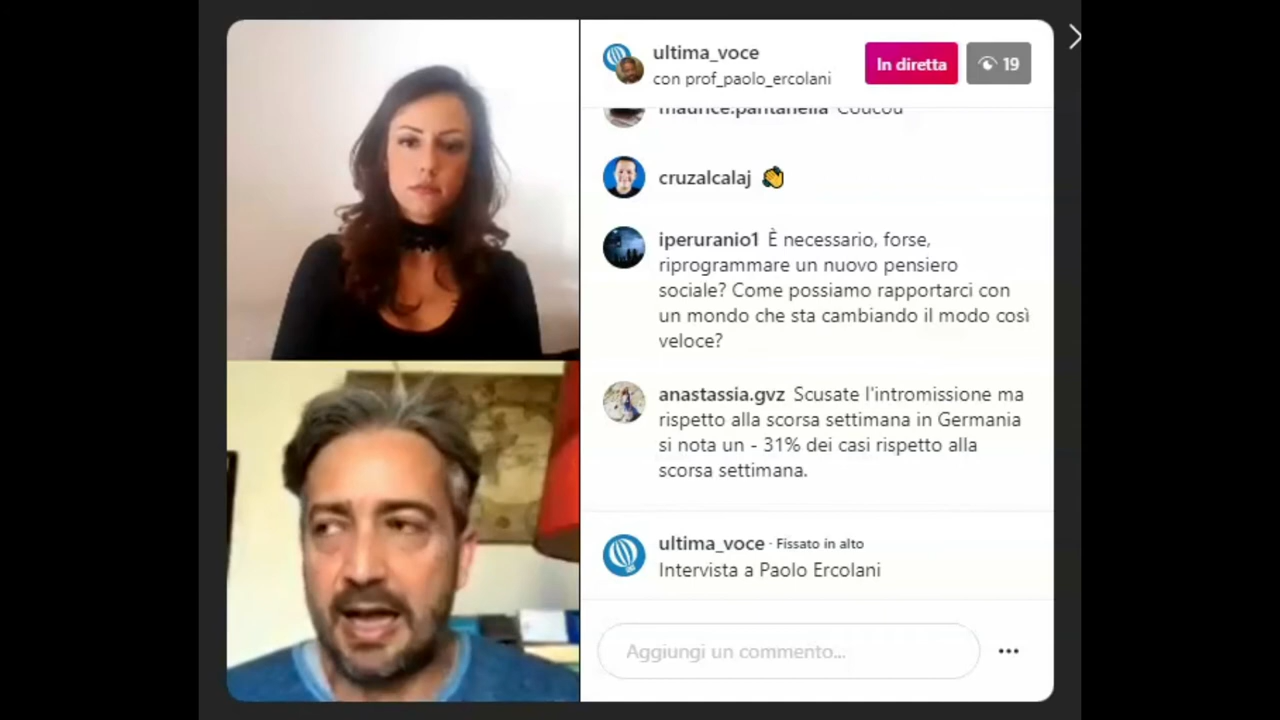 ultima_voce
con prof_paolo_ercolani
In diretta
19
maurice.pantanella Coucou
cruzalcalaj 👏
iperuranio1 È necessario, forse,
riprogrammare un nuovo pensiero
sociale? Come possiamo rapportarci con
un mondo che sta cambiando il modo così
veloce?
anastassia.gvz Scusate l'intromissione ma
rispetto alla scorsa settimana in Germania
si nota un - 31% dei casi rispetto alla
scorsa settimana.
ultima_voce · Fissato in alto
Intervista a Paolo Ercolani
Aggiungi un commento...